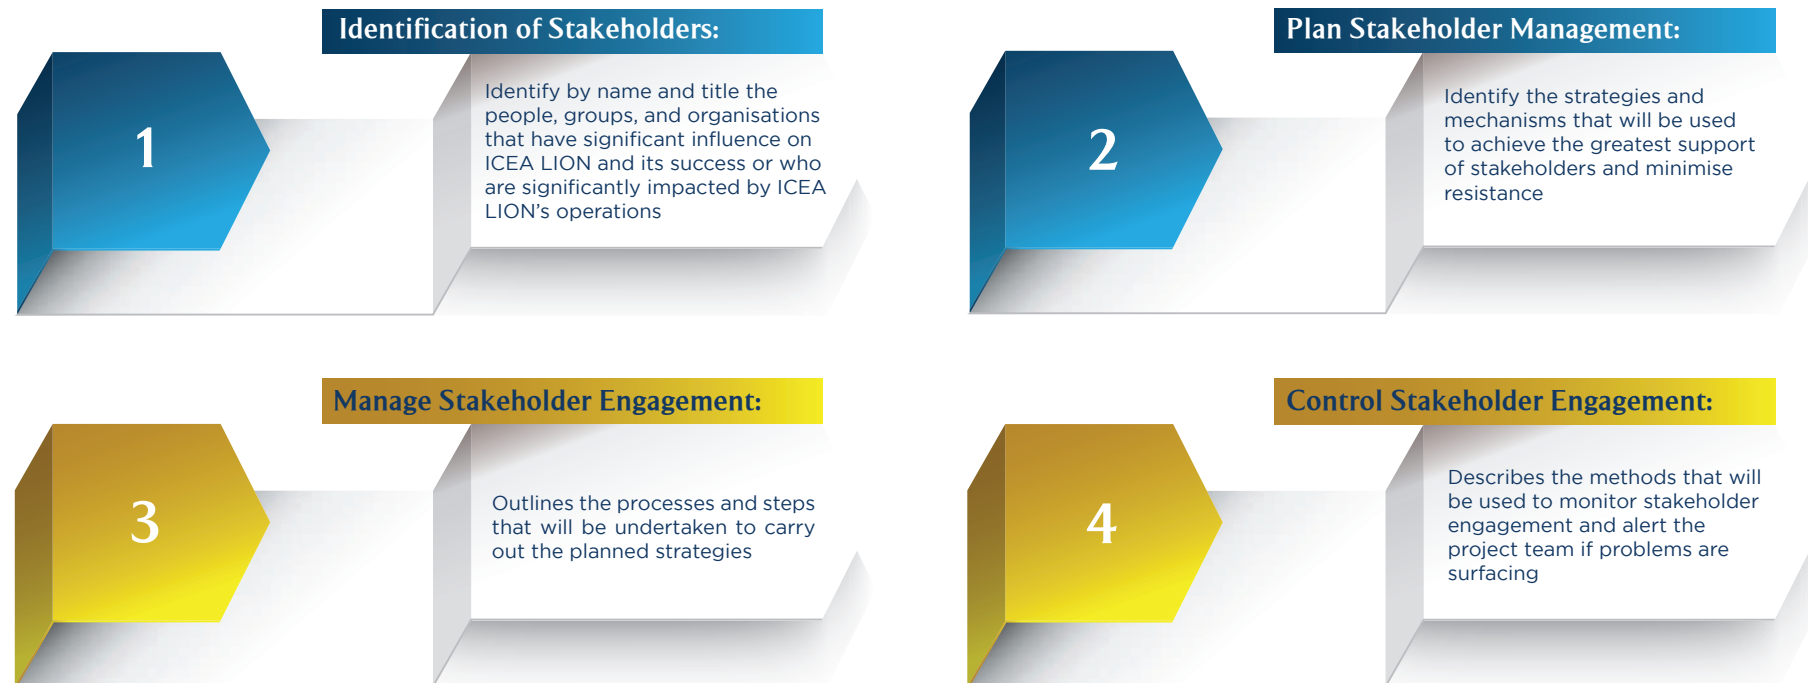 Identification of Stakeholders:
1
Identify by name and title the
people, groups, and organisations
that have significant influence on
ICEA LION and its success or who
are significantly impacted by ICEA
LION's operations
Plan Stakeholder Management:
2
Identify the strategies and
mechanisms that will be used
to achieve the greatest support
of stakeholders and minimise
resistance
Manage Stakeholder Engagement:
3
Outlines the processes and steps
that will be undertaken to carry
out the planned strategies
Control Stakeholder Engagement:
4
Describes the methods that will
be used to monitor stakeholder
engagement and alert the
project team if problems are
surfacing